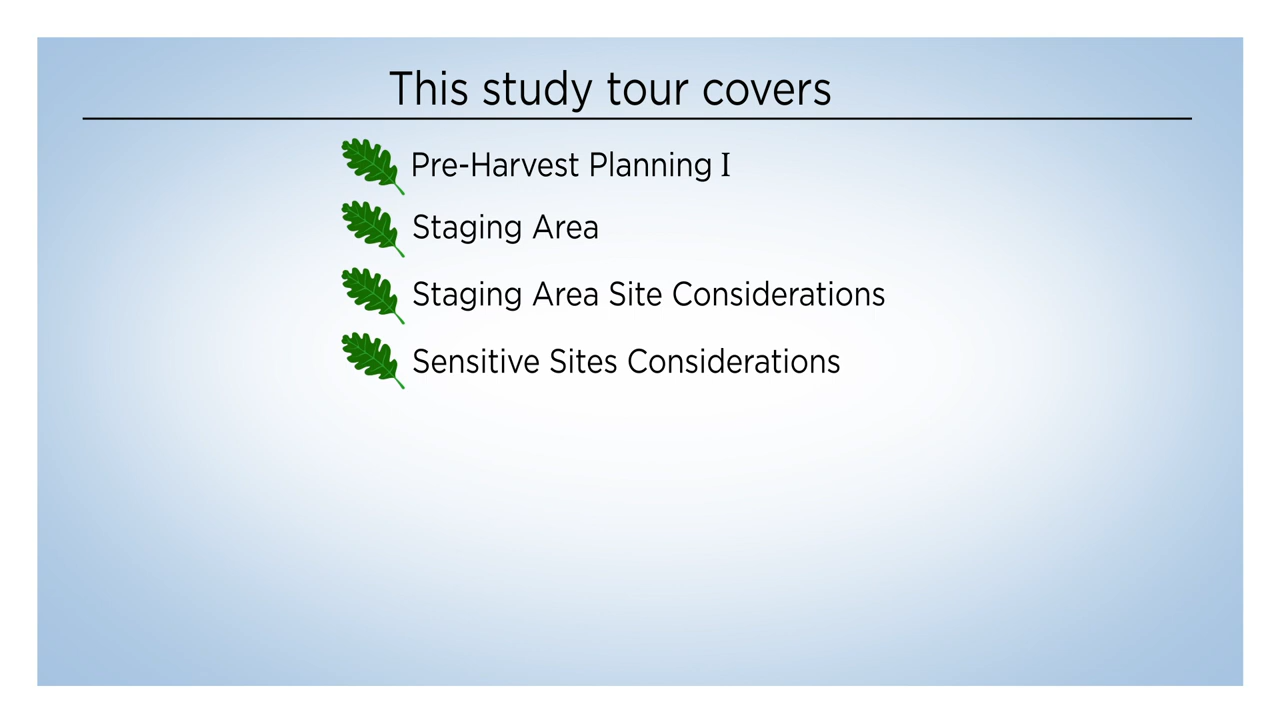 This study tour covers
Pre-Harvest Planning I
Staging Area
Staging Area Site Considerations
Sensitive Sites Considerations